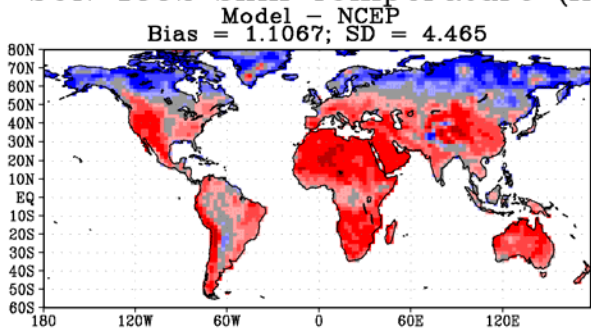 Model – NCEP
Bias = 1.1067; SD = 4.465
80N
70N
60N
50N
40N
30N
20N
10N
EQ
10S
20S
30S
40S
50S
60S
180 120W 60W 0 60E 120E